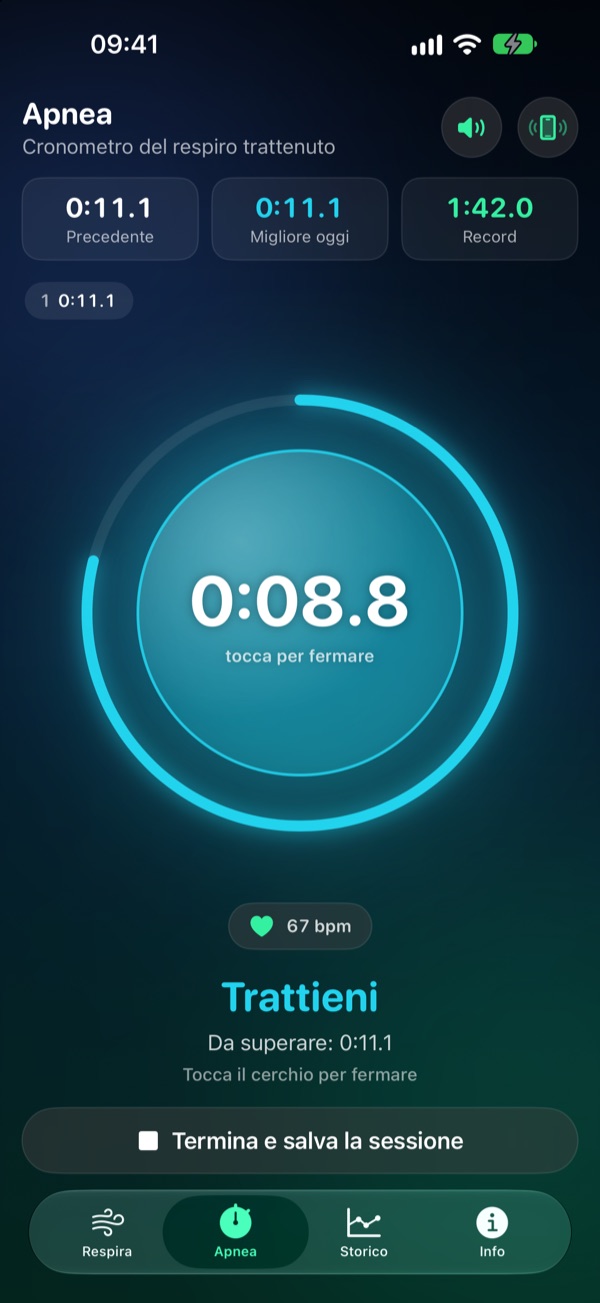 09:41
Apnea
Cronometro del respiro trattenuto
0:11.1
Precedente
0:11.1
Migliore oggi
1:42.0
Record
1 0:11.1
0:08.8
tocca per fermare
67 bpm
Trattieni
Da superare: 0:11.1
Tocca il cerchio per fermare
Termina e salva la sessione
Respira
Apnea
Storico
Info